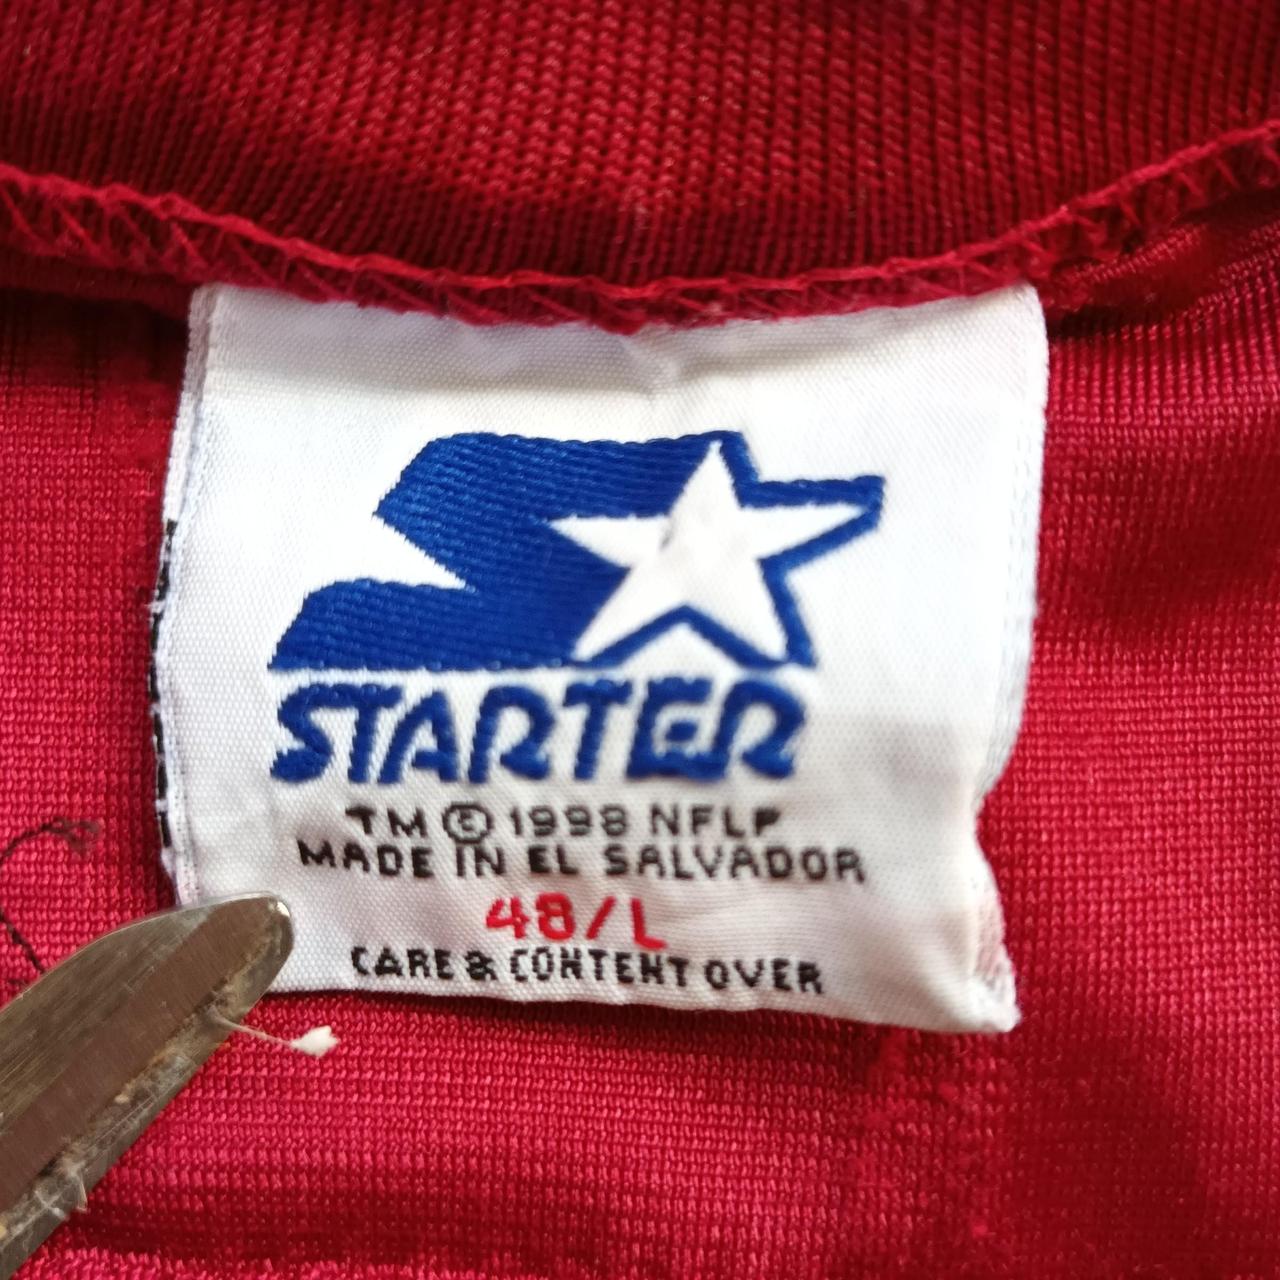 STARTER
TM © 1998 NFLP
MADE IN EL SALVADOR
48/L
CARE & CONTENT OVER